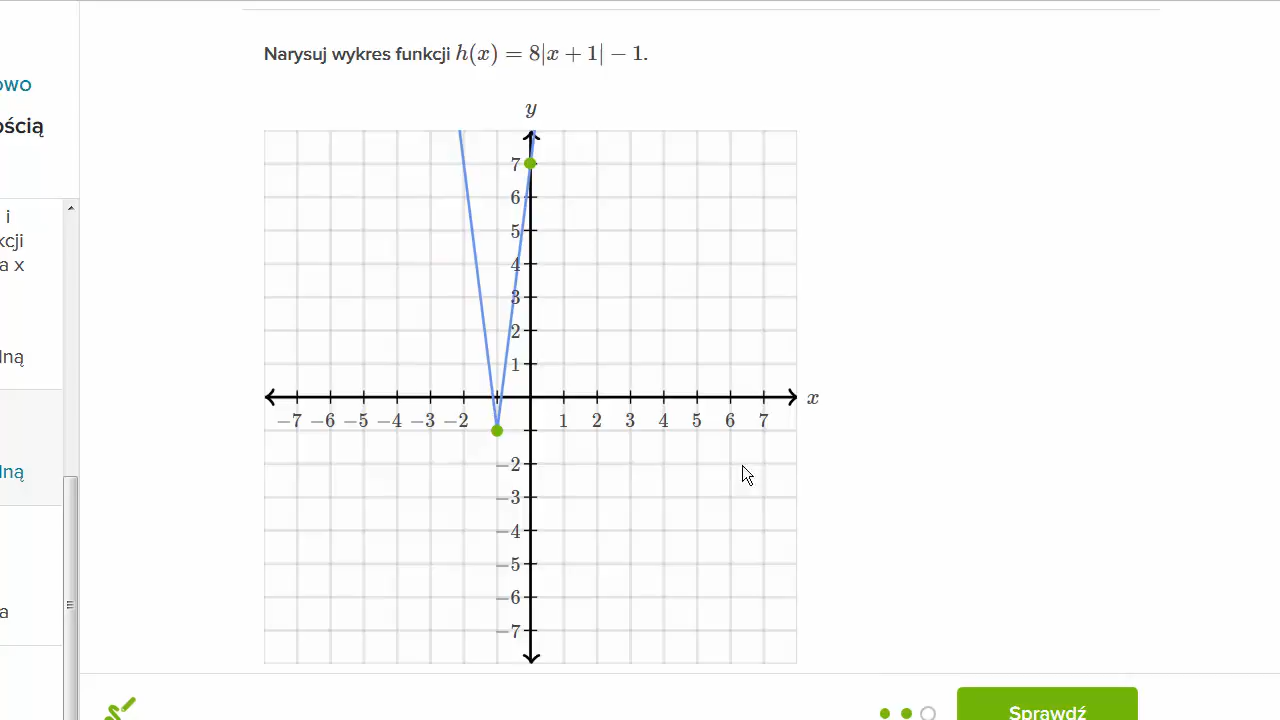 Narysuj wykres funkcji h(x) = 8|x + 1| − 1.
owo
ością
i
kcji
a x
lną
lną
a
y
7
6
5
4
3
2
1
−7 −6 −5 −4 −3 −2 1 2 3 4 5 6 7 x
−2
−3
−4
−5
−6
−7
Sprawdź